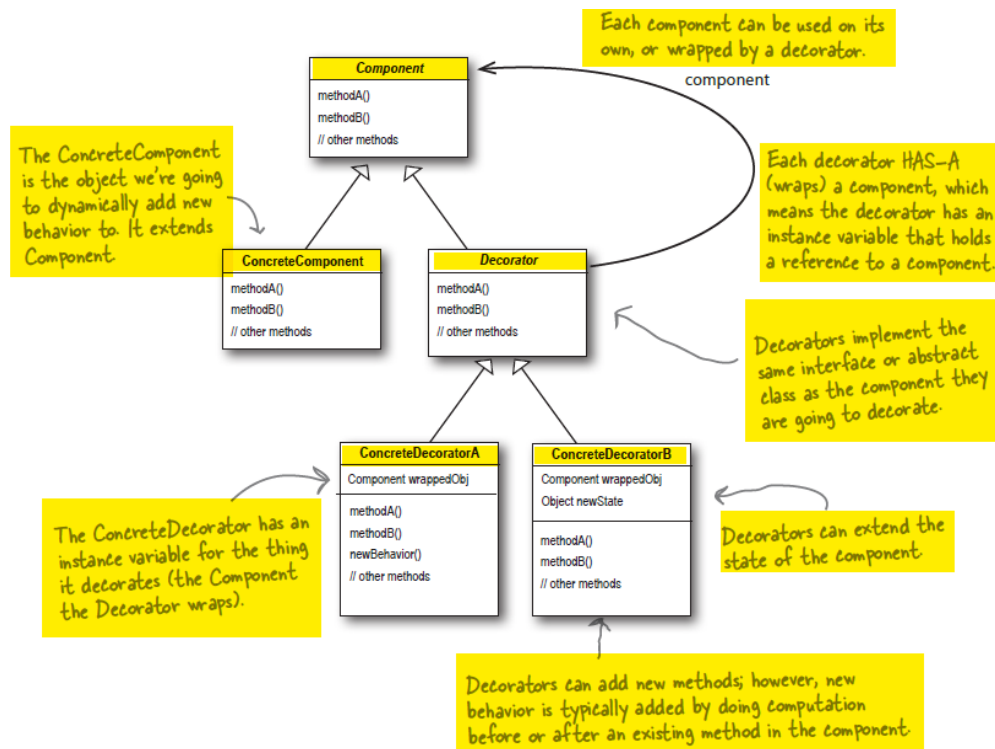 Each component can be used on its
own, or wrapped by a decorator.
component
Component
methodA()
methodB()
// other methods
The ConcreteComponent
is the object we're going
to dynamically add new
behavior to. It extends
Component.
Each decorator HAS-A
(wraps) a component, which
means the decorator has an
instance variable that holds
a reference to a component.
ConcreteComponent
methodA()
methodB()
// other methods
Decorator
methodA()
methodB()
// other methods
Decorators implement the
same interface or abstract
class as the component they
are going to decorate.
ConcreteDecoratorA
Component wrappedObj
methodA()
methodB()
newBehavior()
// other methods
ConcreteDecoratorB
Component wrappedObj
Object newState
methodA()
methodB()
// other methods
The ConcreteDecorator has an
instance variable for the thing
it decorates (the Component
the Decorator wraps).
Decorators can extend the
state of the component.
Decorators can add new methods; however, new
behavior is typically added by doing computation
before or after an existing method in the component.